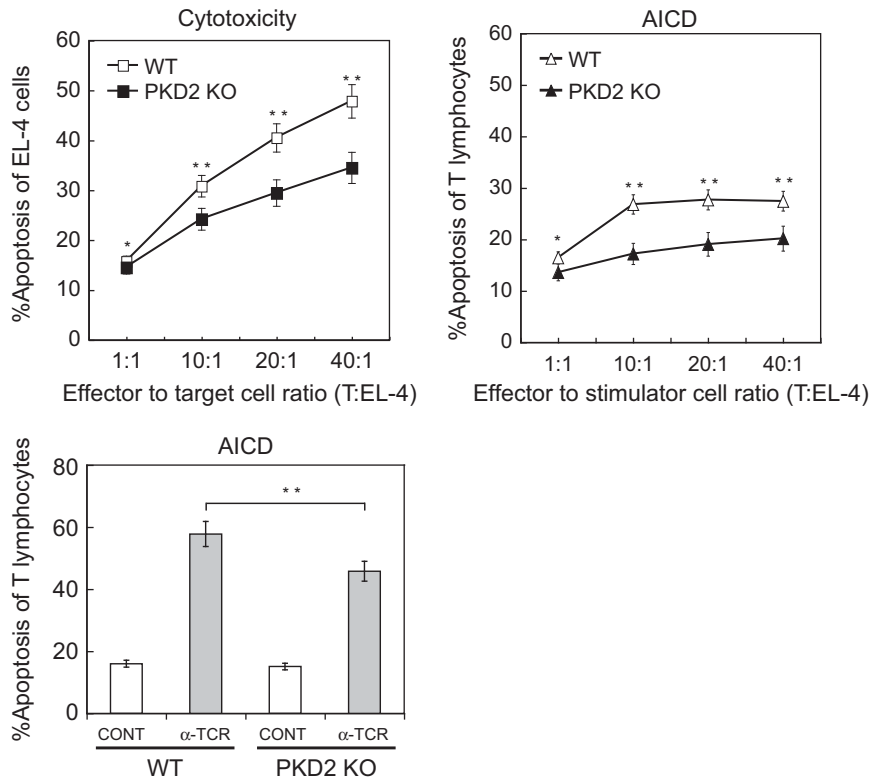 Cytotoxicity
%Apoptosis of EL-4 cells
60
50
40
30
20
10
0
WT
PKD2 KO
*
**
**
**
1:1
10:1
20:1
40:1
Effector to target cell ratio (T:EL-4)
AICD
%Apoptosis of T lymphocytes
60
50
40
30
20
10
0
WT
PKD2 KO
*
**
**
**
1:1
10:1
20:1
40:1
Effector to stimulator cell ratio (T:EL-4)
AICD
%Apoptosis of T lymphocytes
80
60
40
20
0
**
CONT
α-TCR
CONT
α-TCR
WT
PKD2 KO